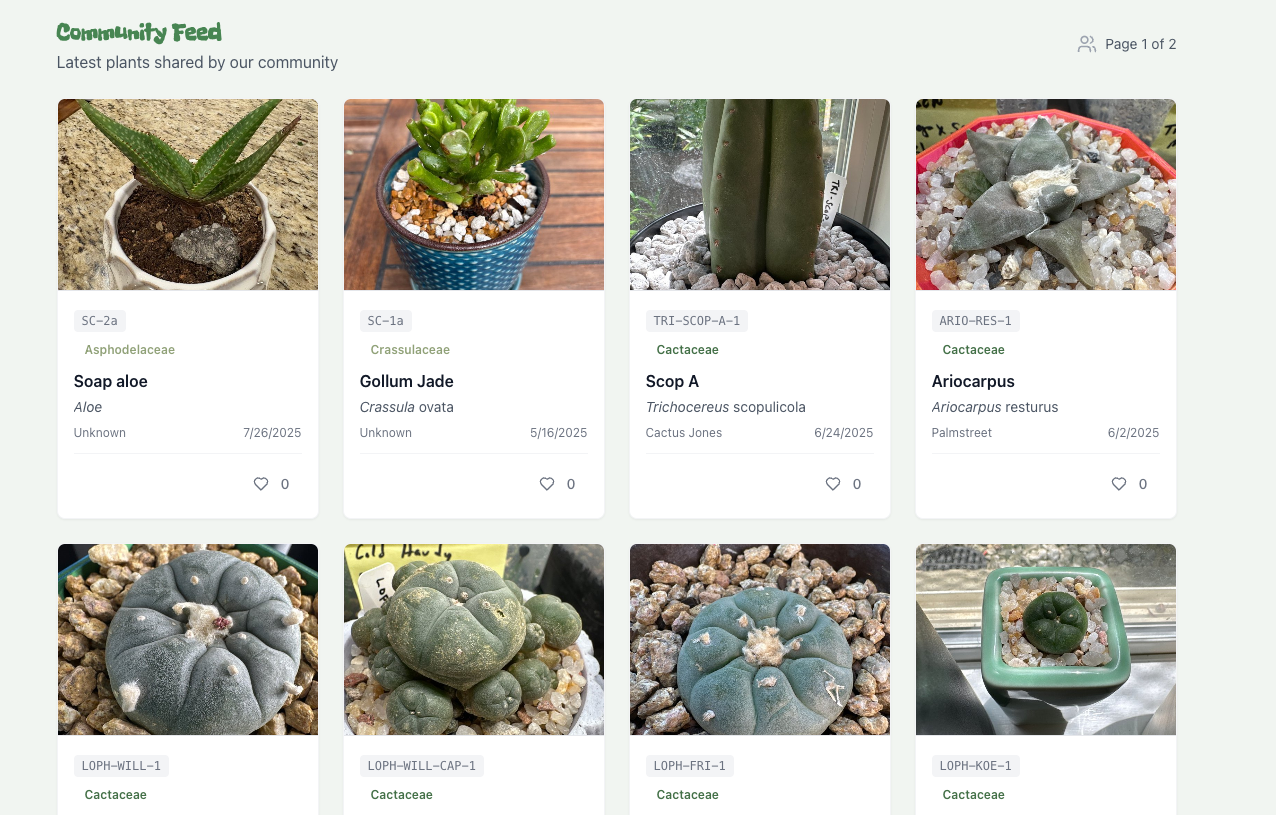 Community Feed
Latest plants shared by our community
Page 1 of 2
TRI-Scop
SC-2a
Asphodelaceae
Soap aloe
Aloe
Unknown 7/26/2025
0
SC-1a
Crassulaceae
Gollum Jade
Crassula ovata
Unknown 5/16/2025
0
TRI-SCOP-A-1
Cactaceae
Scop A
Trichocereus scopulicola
Cactus Jones 6/24/2025
0
ARIO-RES-1
Cactaceae
Ariocarpus
Ariocarpus resturus
Palmstreet 6/2/2025
0
Cold Hardy
Loph
LOPH-WILL-1
Cactaceae
LOPH-WILL-CAP-1
Cactaceae
LOPH-FRI-1
Cactaceae
LOPH-KOE-1
Cactaceae